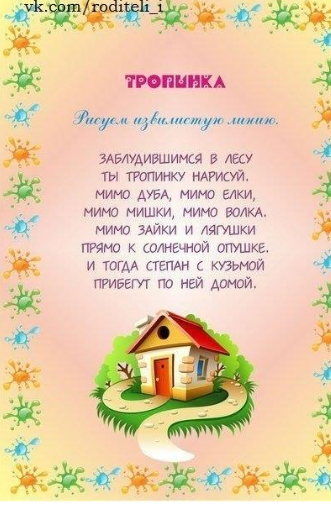 vk.com/roditeli_i
ТРОПИНКА
Рисуем извилистую линию.
ЗАБЛУДИВШИМСЯ В ЛЕСУ
ТЫ ТРОПИНКУ НАРИСУЙ.
МИМО ДУБА, МИМО ЕЛКИ,
МИМО МИШКИ, МИМО ВОЛКА.
МИМО ЗАЙКИ И ЛЯГУШКИ
ПРЯМО К СОЛНЕЧНОЙ ОПУШКЕ.
И ТОГДА СТЕПАН С КУЗЬМОЙ
ПРИБЕГУТ ПО НЕЙ ДОМОЙ.